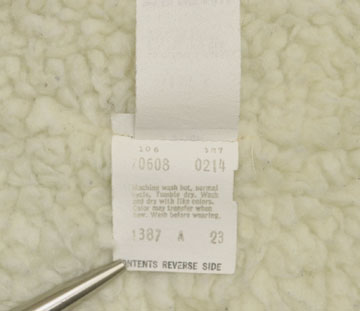 106 187
70608 0214
Machine wash hot, normal
cycle. Tumble dry. Wash
and dry with like colors.
Color may transfer when
new. Wash before wearing.
1387 A 23
CONTENTS REVERSE SIDE